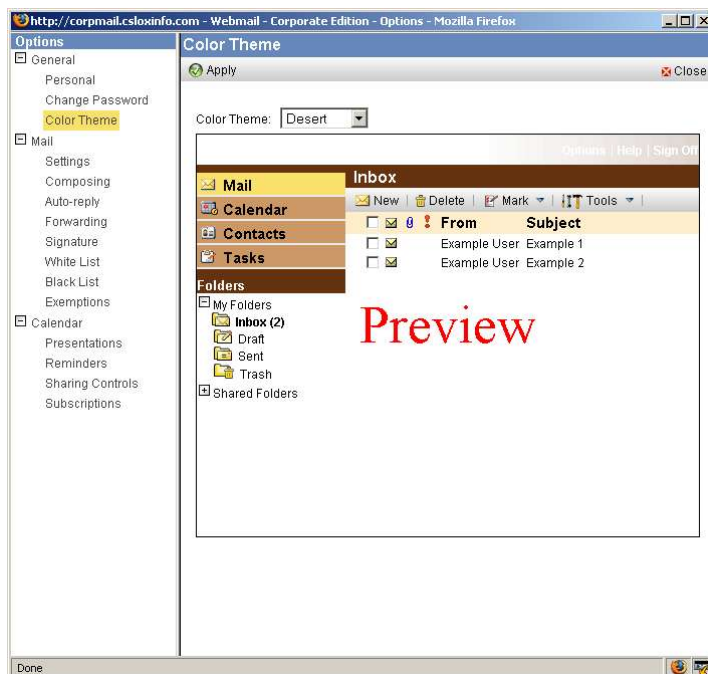 http://corpmail.csloxinfo.com - Webmail - Corporate Edition - Options - Mozilla Firefox
Options
General
Personal
Change Password
Color Theme
Mail
Settings
Composing
Auto-reply
Forwarding
Signature
White List
Black List
Exemptions
Calendar
Presentations
Reminders
Sharing Controls
Subscriptions
Color Theme
Apply
Close
Color Theme: Desert
Options | Help | Sign Off
Mail
Calendar
Contacts
Tasks
Folders
My Folders
Inbox (2)
Draft
Sent
Trash
Shared Folders
Inbox
New | Delete | Mark | Tools |
From Subject
Example User Example 1
Example User Example 2
Preview
Done